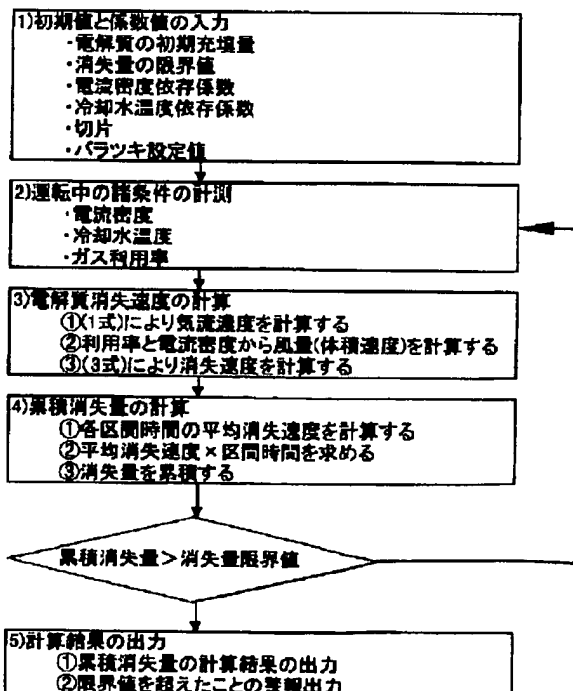 1)初期値と係数値の入力
・電解質の初期充填量
・消失量の限界値
・電流密度依存係数
・冷却水温度依存係数
・切片
・バラツキ設定値
2)運転中の諸条件の計測
・電流密度
・冷却水温度
・ガス利用率
3)電解質消失速度の計算
①(1式)により気流濃度を計算する
②利用率と電流密度から風量(体積速度)を計算する
③(3式)により消失速度を計算する
4)累積消失量の計算
①各区間時間の平均消失速度を計算する
②平均消失速度×区間時間を求める
③消失量を累積する
累積消失量＞消失量限界値
5)計算結果の出力
①累積消失量の計算結果の出力
②限界値を超えたことの警報出力